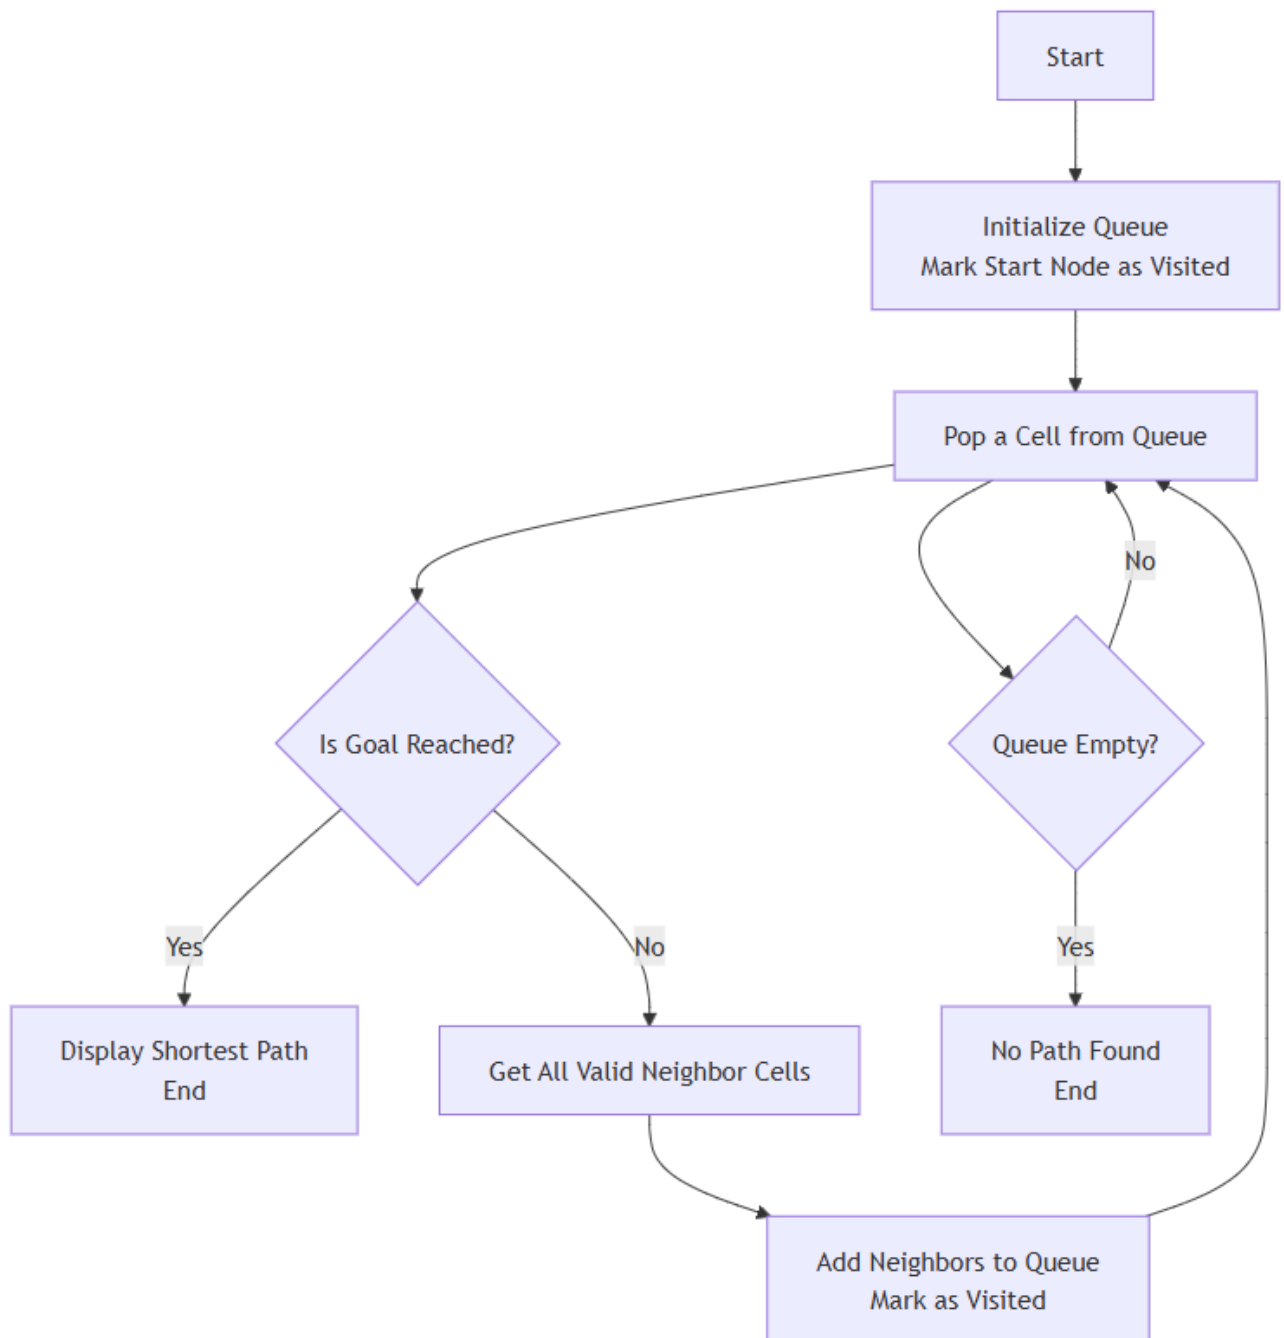 Start
Initialize Queue
Mark Start Node as Visited
Pop a Cell from Queue
No
Is Goal Reached?
Queue Empty?
Yes
No
Yes
Display Shortest Path
End
Get All Valid Neighbor Cells
No Path Found
End
Add Neighbors to Queue
Mark as Visited